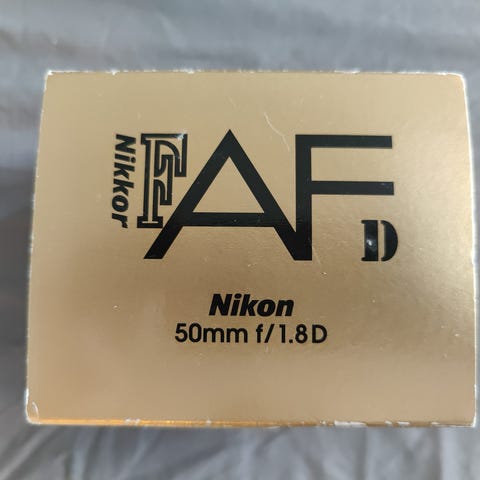 Nikkor
AF
D
Nikon
50mm f/1.8D